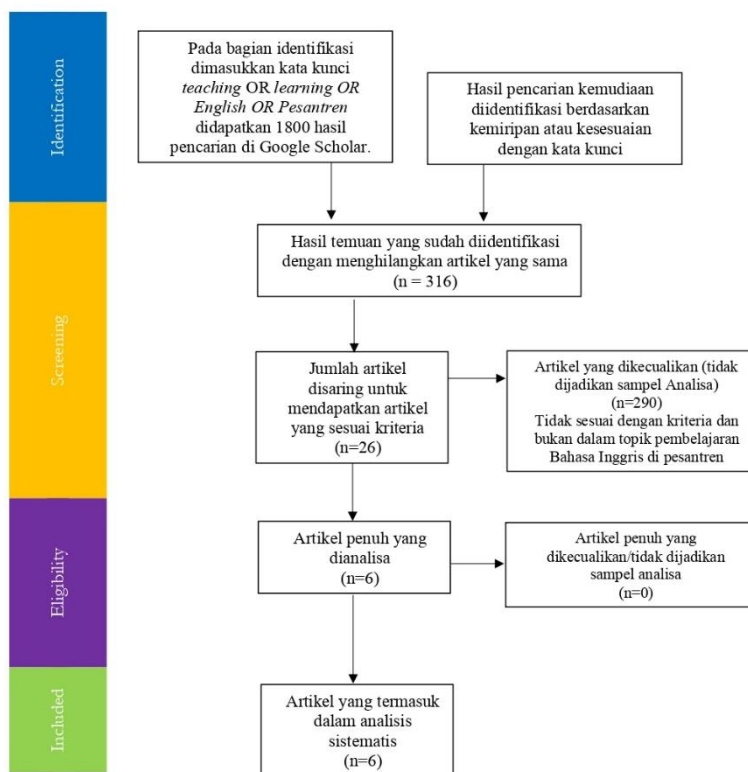 Identification
Pada bagian identifikasi
dimasukkan kata kunci
teaching OR learning OR
English OR Pesantren
didapatkan 1800 hasil
pencarian di Google Scholar.
Hasil pencarian kemudiaan
diidentifikasi berdasarkan
kemiripan atau kesesuaian
dengan kata kunci
Screening
Hasil temuan yang sudah diidentifikasi
dengan menghilangkan artikel yang sama
(n = 316)
Jumlah artikel
disaring untuk
mendapatkan artikel
yang sesuai kriteria
(n=26)
Artikel yang dikecualikan (tidak
dijadikan sampel Analisa)
(n=290)
Tidak sesuai dengan kriteria dan
bukan dalam topik pembelajaran
Bahasa Inggris di pesantren
Eligibility
Artikel penuh yang
dianalisa
(n=6)
Artikel penuh yang
dikecualikan/tidak dijadikan
sampel analisa
(n=0)
Included
Artikel yang termasuk
dalam analisis
sistematis
(n=6)